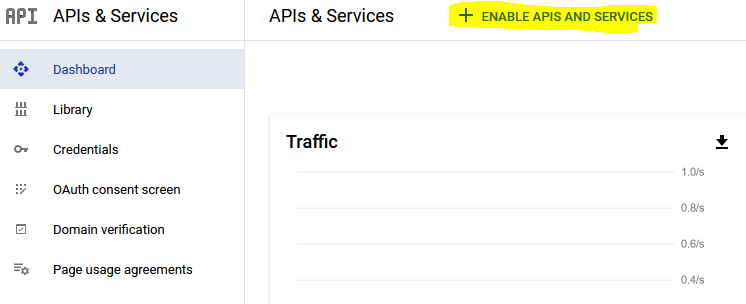 API APIs & Services
APIs & Services
+ ENABLE APIS AND SERVICES
Dashboard
Library
Credentials
OAuth consent screen
Domain verification
Page usage agreements
Traffic
1.0/s
0.8/s
0.6/s
0.4/s